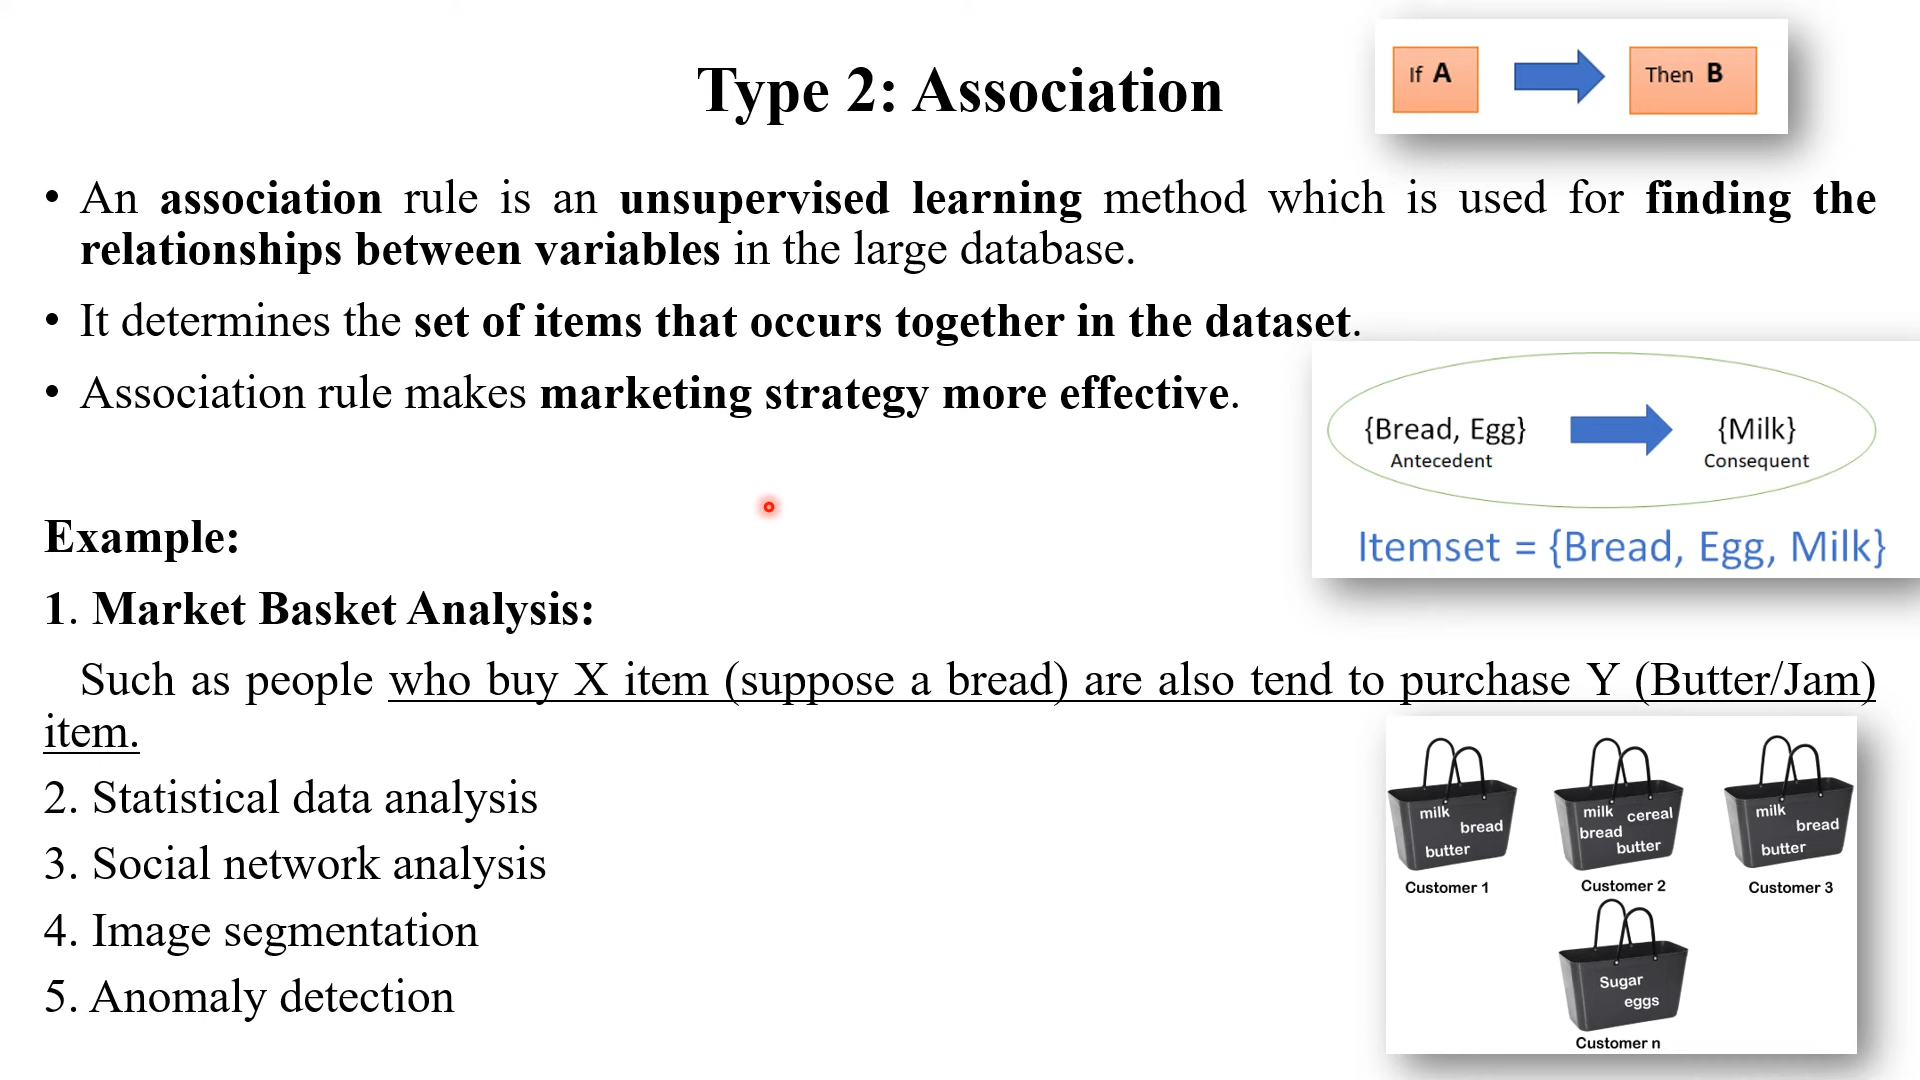 Type 2: Association
If A
Then B
• An association rule is an unsupervised learning method which is used for finding the
relationships between variables in the large database.
• It determines the set of items that occurs together in the dataset.
• Association rule makes marketing strategy more effective.
{Bread, Egg}
Antecedent
{Milk}
Consequent
Itemset = {Bread, Egg, Milk}
Example:
1. Market Basket Analysis:
Such as people who buy X item (suppose a bread) are also tend to purchase Y (Butter/Jam)
item.
2. Statistical data analysis
3. Social network analysis
4. Image segmentation
5. Anomaly detection
milk
bread
butter
Customer 1
milk cereal
bread
butter
Customer 2
milk
bread
butter
Customer 3
Sugar
eggs
Customer n